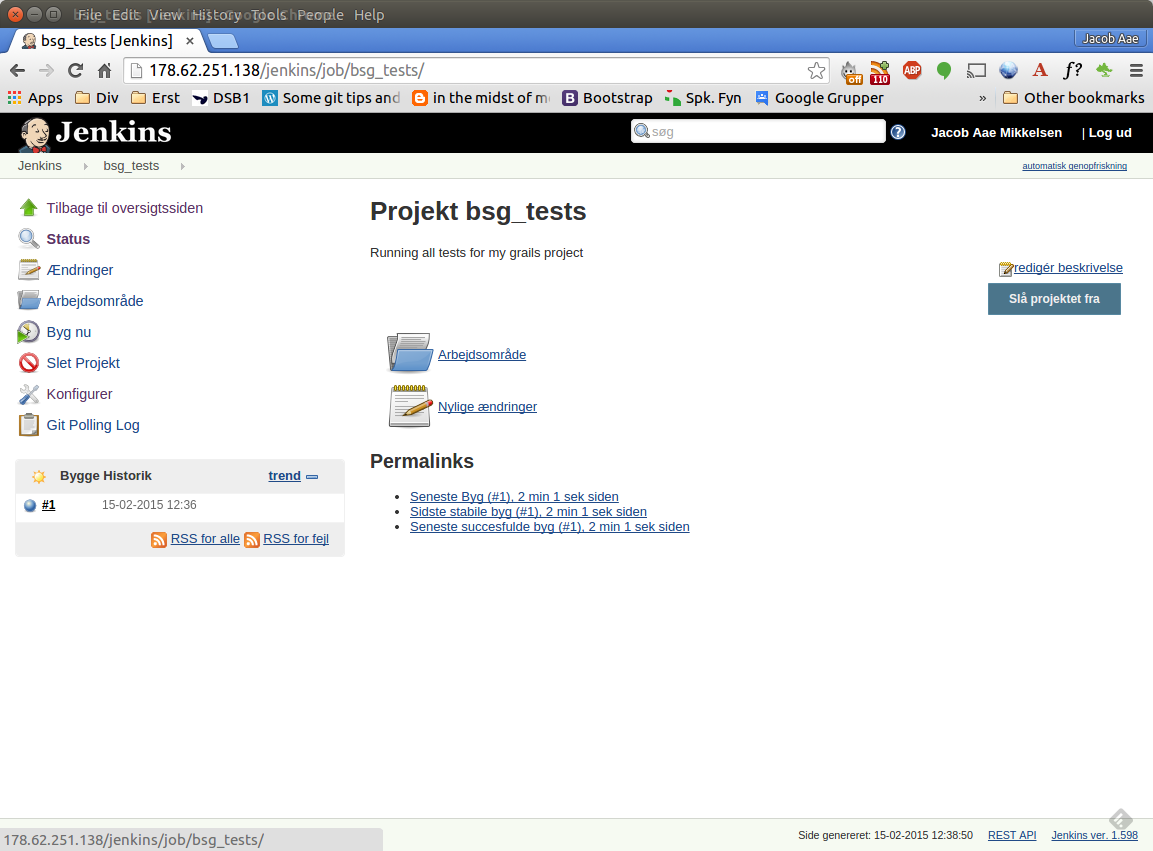 File Edit View History Tools People Help
bsg_tests [Jenkins] ×
Jacob Aae
178.62.251.138/jenkins/job/bsg_tests/
off
110
ABP
A
f?
Apps Div Erst DSB1 Some git tips and in the midst of m Bootstrap Spk. Fyn Google Grupper » Other bookmarks
Jenkins
søg
?
Jacob Aae Mikkelsen | Log ud
Jenkins bsg_tests
automatisk genopfriskning
Tilbage til oversigtssiden
Status
Ændringer
Arbejdsområde
Byg nu
Slet Projekt
Konfigurer
Git Polling Log
Bygge Historik trend
#1 15-02-2015 12:36
RSS for alle RSS for fejl
Projekt bsg_tests
Running all tests for my grails project
redigér beskrivelse
Slå projektet fra
Arbejdsområde
Nylige ændringer
Permalinks
Seneste Byg (#1), 2 min 1 sek siden
Sidste stabile byg (#1), 2 min 1 sek siden
Seneste succesfulde byg (#1), 2 min 1 sek siden
178.62.251.138/jenkins/job/bsg_tests/
Side genereret: 15-02-2015 12:38:50 REST API Jenkins ver. 1.598